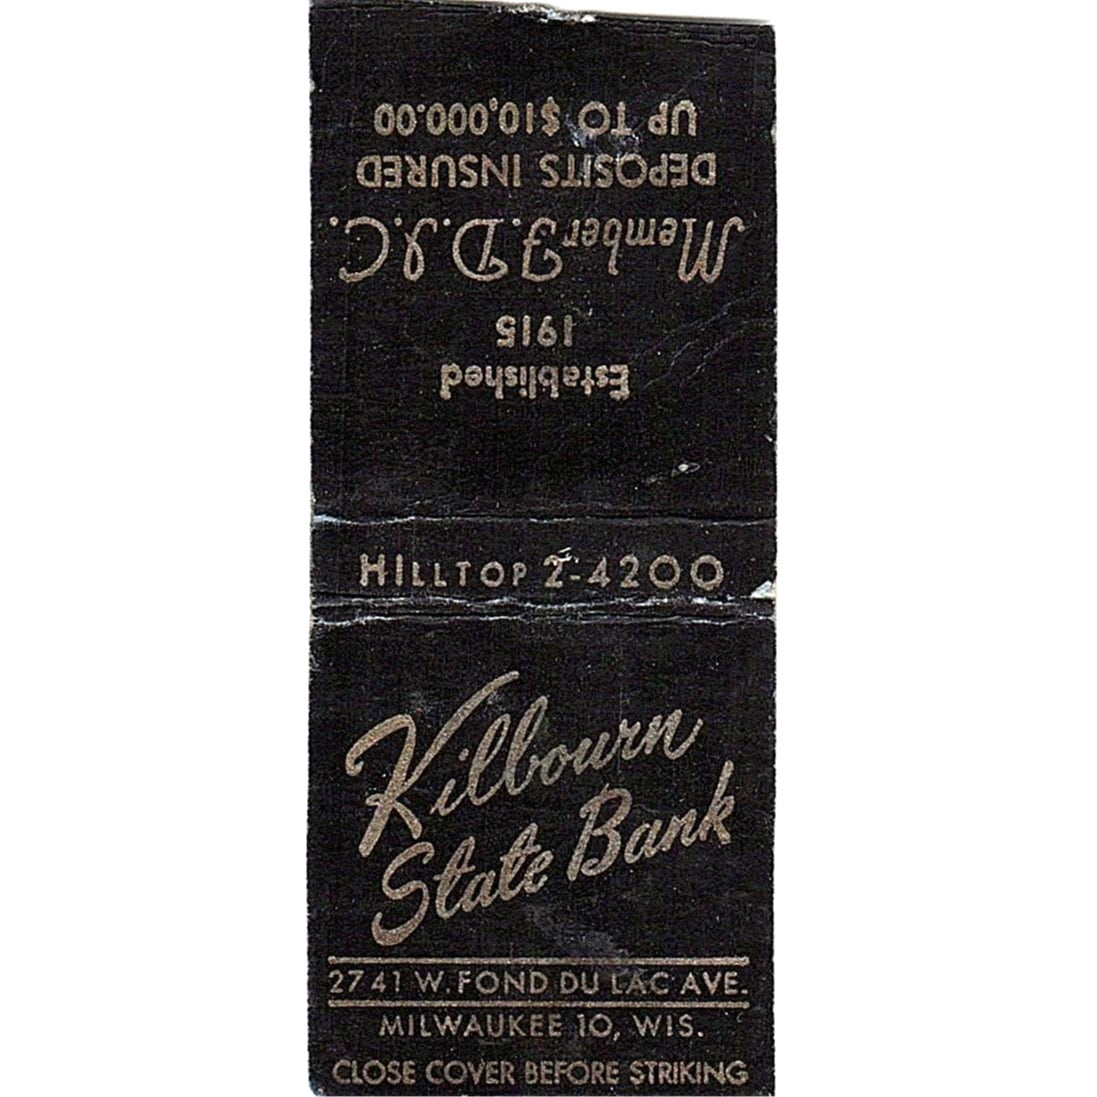 Established
1915
Member F.D.I.C.
DEPOSITS INSURED
UP TO $10,000.00
HILLTOP 2-4200
Kilbourn
State Bank
2741 W. FOND DU LAC AVE.
MILWAUKEE 10, WIS.
CLOSE COVER BEFORE STRIKING